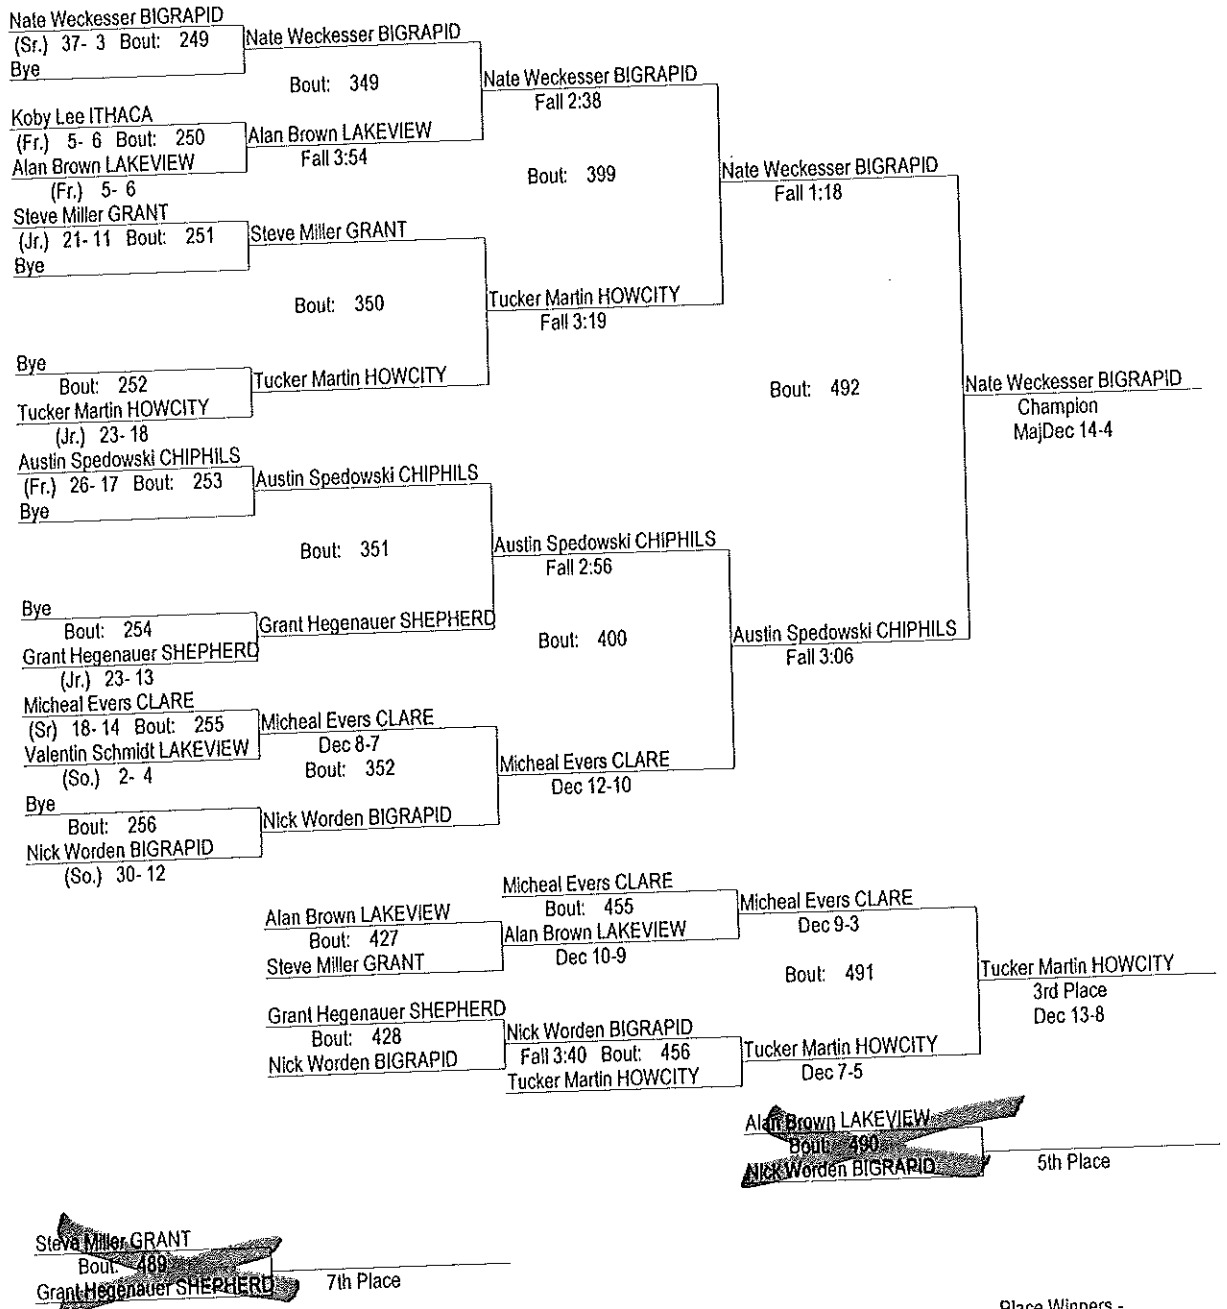 Nate Weckesser BIGRAPID
(Sr.) 37- 3 Bout: 249
Bye
Nate Weckesser BIGRAPID
Bout: 349
Koby Lee ITHACA
(Fr.) 5- 6 Bout: 250
Alan Brown LAKEVIEW
(Fr.) 5- 6
Alan Brown LAKEVIEW
Fall 3:54
Nate Weckesser BIGRAPID
Fall 2:38
Bout: 399
Steve Miller GRANT
(Jr.) 21- 11 Bout: 251
Bye
Steve Miller GRANT
Bout: 350
Bye
Bout: 252
Tucker Martin HOWCITY
(Jr.) 23- 18
Tucker Martin HOWCITY
Tucker Martin HOWCITY
Fall 3:19
Nate Weckesser BIGRAPID
Fall 1:18
Bout: 492
Nate Weckesser BIGRAPID
Champion
MajDec 14-4
Austin Spedowski CHIPHILS
(Fr.) 26- 17 Bout: 253
Bye
Austin Spedowski CHIPHILS
Bout: 351
Bye
Bout: 254
Grant Hegenauer SHEPHERD
(Jr.) 23- 13
Grant Hegenauer SHEPHERD
Austin Spedowski CHIPHILS
Fall 2:56
Bout: 400
Austin Spedowski CHIPHILS
Fall 3:06
Micheal Evers CLARE
(Sr) 18- 14 Bout: 255
Valentin Schmidt LAKEVIEW
(So.) 2- 4
Micheal Evers CLARE
Dec 8-7
Bout: 352
Bye
Bout: 256
Nick Worden BIGRAPID
(So.) 30- 12
Nick Worden BIGRAPID
Micheal Evers CLARE
Dec 12-10
Alan Brown LAKEVIEW
Bout: 427
Steve Miller GRANT
Micheal Evers CLARE
Bout: 455
Alan Brown LAKEVIEW
Dec 10-9
Micheal Evers CLARE
Dec 9-3
Bout: 491
Grant Hegenauer SHEPHERD
Bout: 428
Nick Worden BIGRAPID
Nick Worden BIGRAPID
Fall 3:40 Bout: 456
Tucker Martin HOWCITY
Tucker Martin HOWCITY
Dec 7-5
Tucker Martin HOWCITY
3rd Place
Dec 13-8
Alan Brown LAKEVIEW
Bout: 490
Nick Worden BIGRAPID
5th Place
Steve Miller GRANT
Bout: 489
Grant Hegenauer SHEPHERD
7th Place
Place Winners -